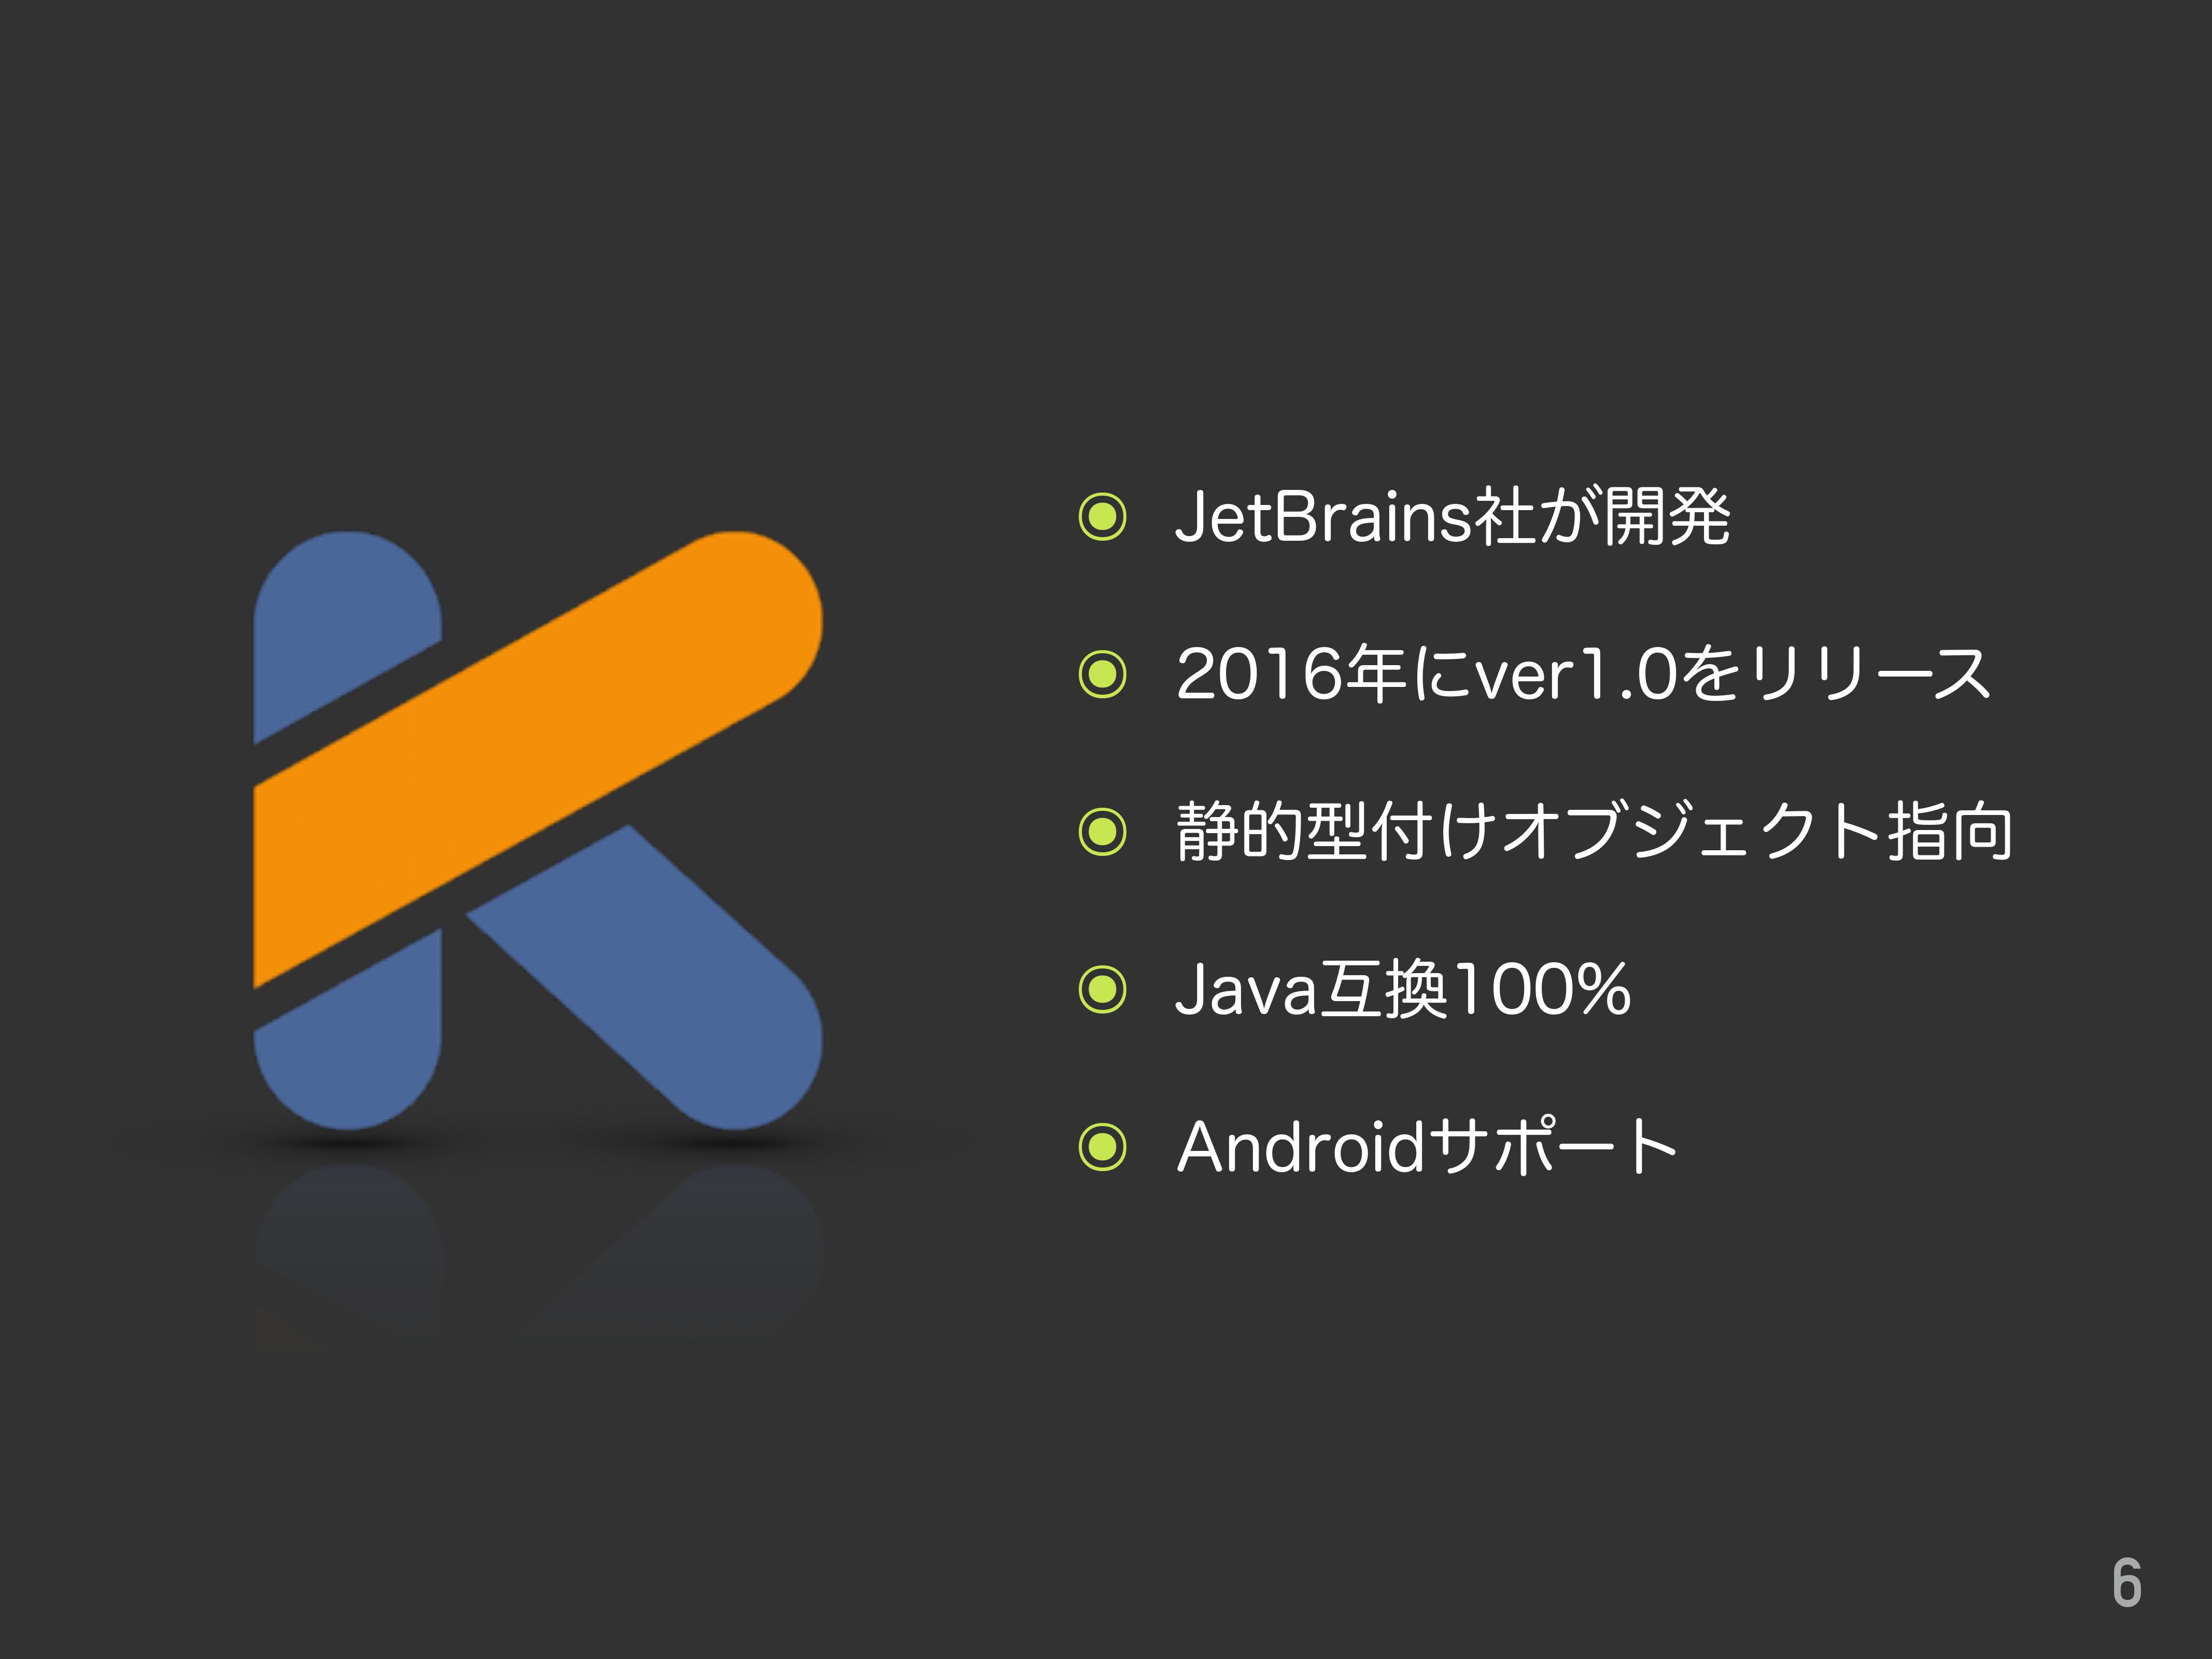 JetBrains社が開発
2016年にver1.0をリリース
静的型付けオブジェクト指向
Java互換100%
Androidサポート
6